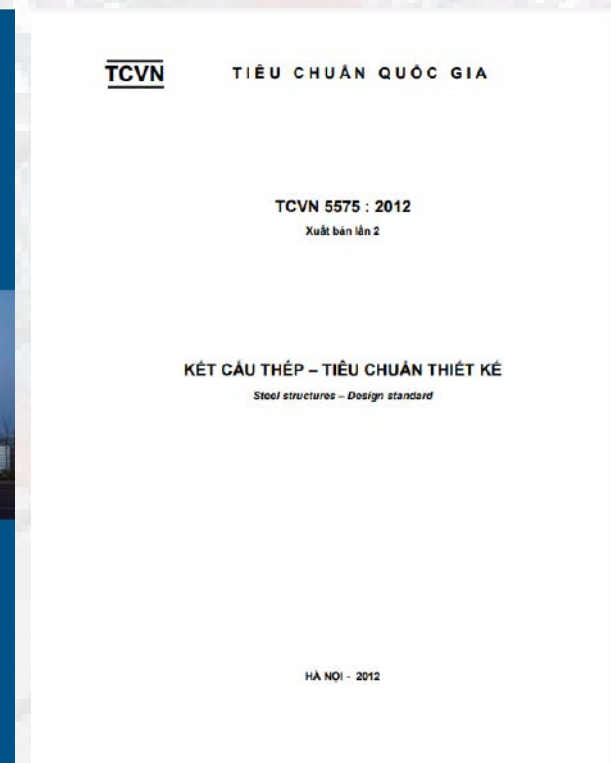 TCVN TIÊU CHUẨN QUỐC GIA
TCVN 5575 : 2012
Xuất bản lần 2
KẾT CẤU THÉP – TIÊU CHUẨN THIẾT KẾ
Steel structures – Design standard
HÀ NỘI - 2012